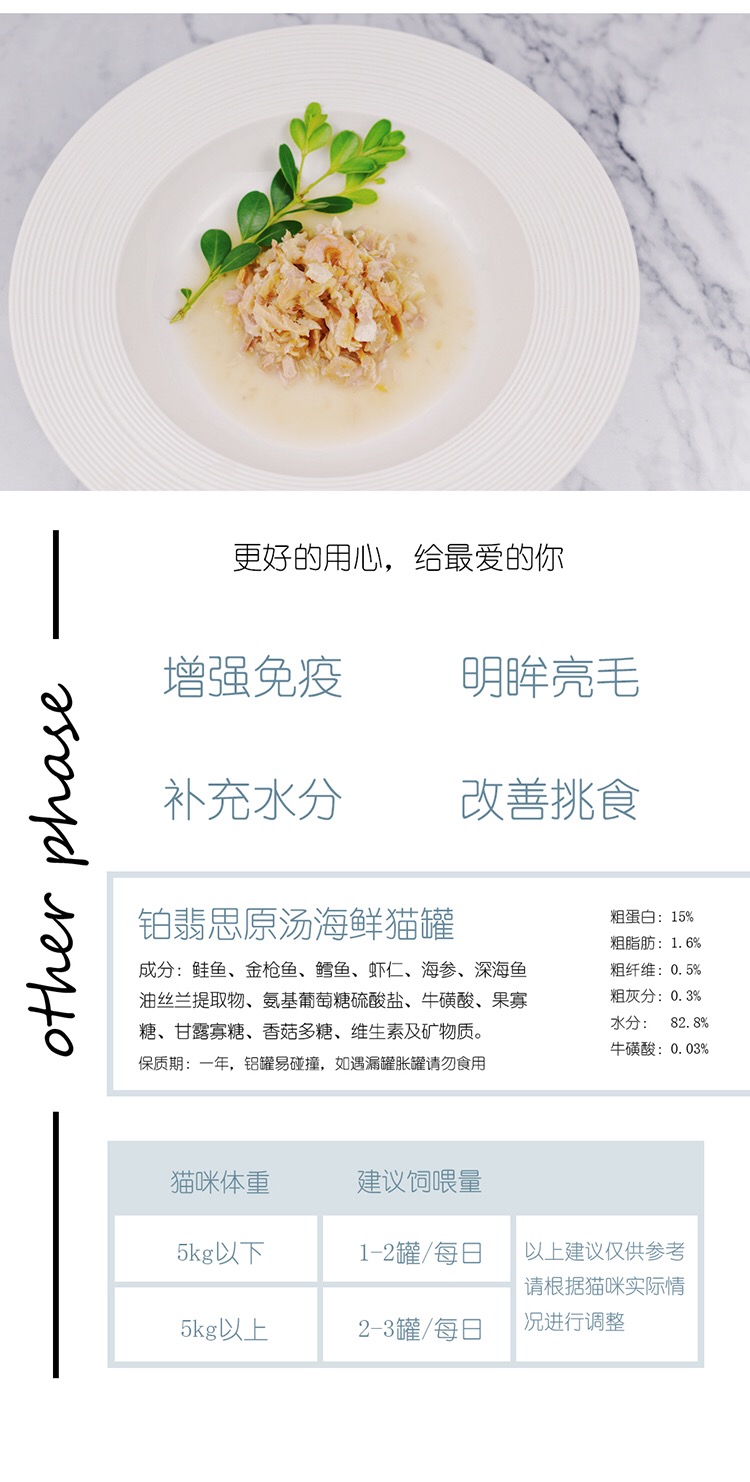 更好的用心，给最爱的你
增强免疫
明眸亮毛
补充水分
改善挑食
other phase
铂翡思原汤海鲜猫罐
成分：鲑鱼、金枪鱼、鳕鱼、虾仁、海参、深海鱼
油丝兰提取物、氨基葡萄糖硫酸盐、牛磺酸、果寡
糖、甘露寡糖、香菇多糖、维生素及矿物质。
保质期：一年，铝罐易碰撞，如遇漏罐胀罐请勿食用
粗蛋白：15%
粗脂肪：1.6%
粗纤维：0.5%
粗灰分：0.3%
水分： 82.8%
牛磺酸：0.03%
猫咪体重
建议饲喂量
5kg以下
1-2罐/每日
5kg以上
2-3罐/每日
以上建议仅供参考
请根据猫咪实际情
况进行调整